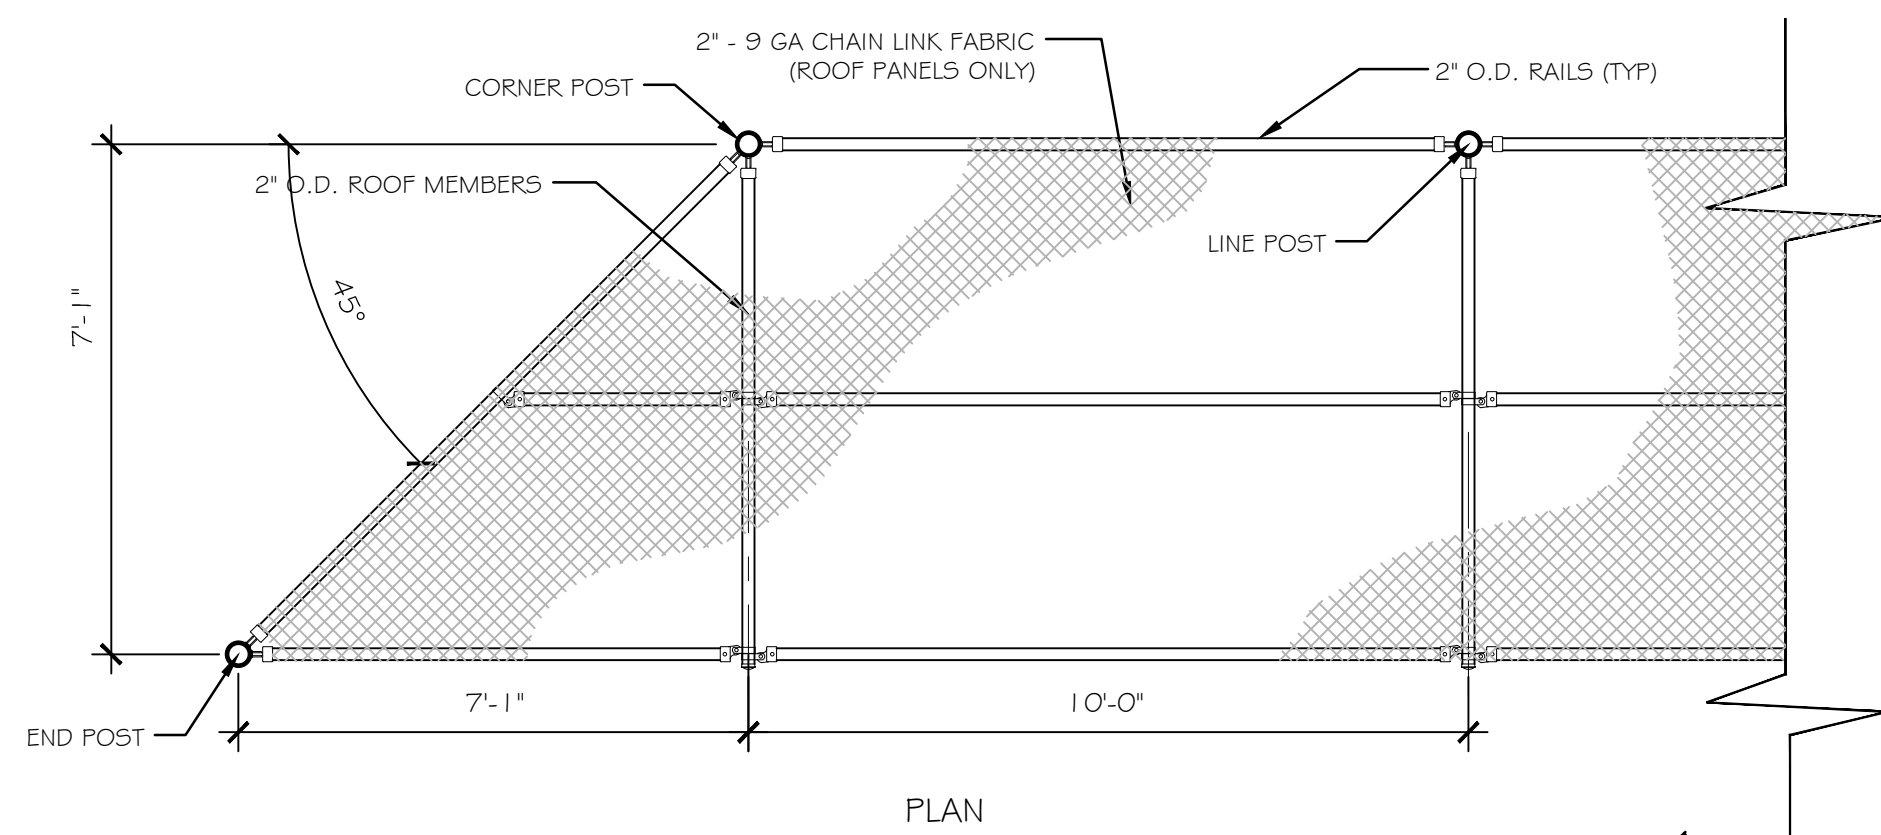 2" - 9 GA CHAIN LINK FABRIC
(ROOF PANELS ONLY)
2" O.D. RAILS (TYP)
CORNER POST
2" O.D. ROOF MEMBERS
LINE POST
7'-1"
45°
7'-1"
10'-0"
END POST
PLAN